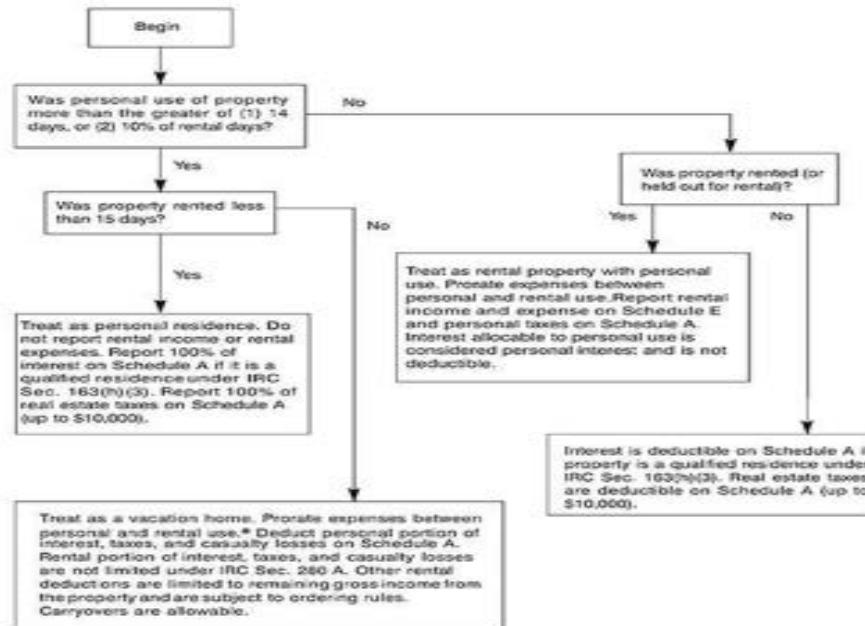 Begin
Was personal use of property
more than the greater of (1) 14
days, or (2) 10% of rental days?
No
Yes
Was property rented (or
held out for rental)?
Was property rented less
than 15 days?
Yes
No
No
Yes
Treat as rental property with personal
use. Prorate expenses between
personal and rental use.Report rental
income and expense on Schedule E
and personal taxes on Schedule A.
Interest allocable to personal use is
considered personal interest and is not
deductible.
Treat as personal residence. Do
not report rental income or rental
expenses. Report 100% of
interest on Schedule A if it is a
qualified residence under IRC
Sec. 163(h)(3). Report 100% of
real estate taxes on Schedule A
(up to $10,000).
Interest is deductible on Schedule A i
property is a qualified residence unde
IRC Sec. 163(h)(3). Real estate taxes
are deductible on Schedule A (up to
$10,000).
Treat as a vacation home. Prorate expenses between
personal and rental use.* Deduct personal portion of
interest, taxes, and casualty losses on Schedule A.
Rental portion of interest, taxes, and casualty losses
are not limited under IRC Sec. 280 A. Other rental
deductions are limited to remaining gross income from
the property and are subject to ordering rules.
Carryovers are allowable.